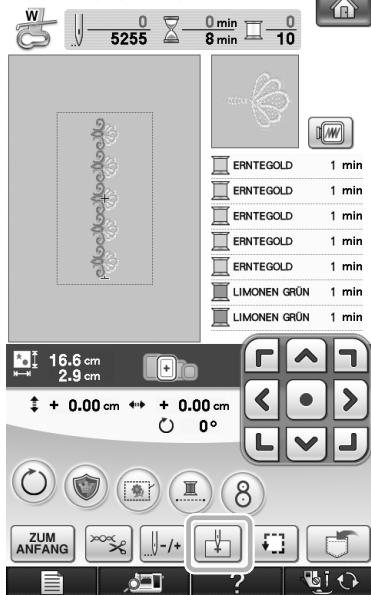 W
0 0 min 0
5255 8 min 10
ERNTEGOLD 1 min
ERNTEGOLD 1 min
ERNTEGOLD 1 min
ERNTEGOLD 1 min
ERNTEGOLD 1 min
LIMONEN GRÜN 1 min
LIMONEN GRÜN 1 min
16.6 cm
2.9 cm
+ 0.00 cm + 0.00 cm
0°
ZUM
ANFANG
-/+
?